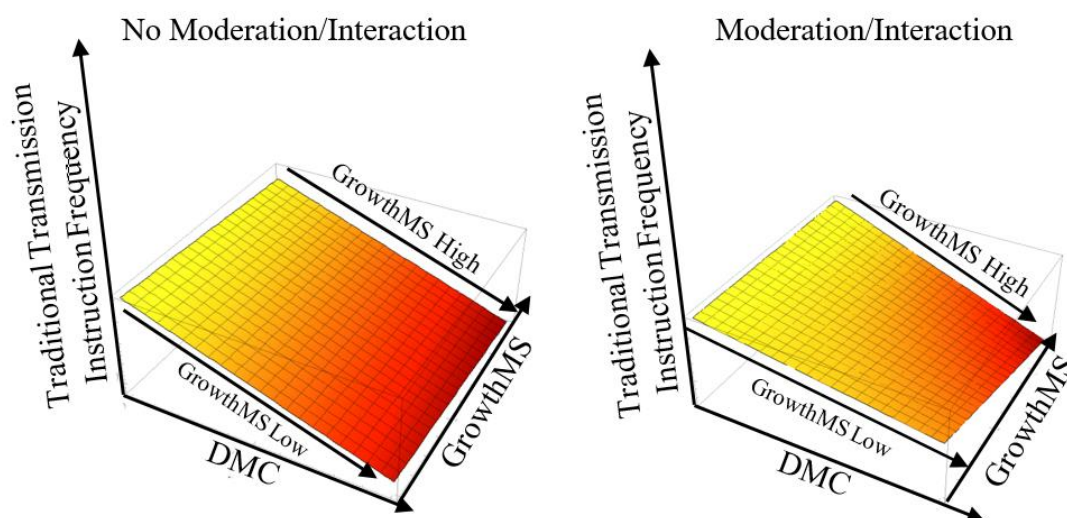 No Moderation/Interaction
Traditional Transmission
Instruction Frequency
GrowthMS High
GrowthMS Low
DMC
GrowthMS
Moderation/Interaction
Traditional Transmission
Instruction Frequency
GrowthMS High
GrowthMS Low
DMC
GrowthMS